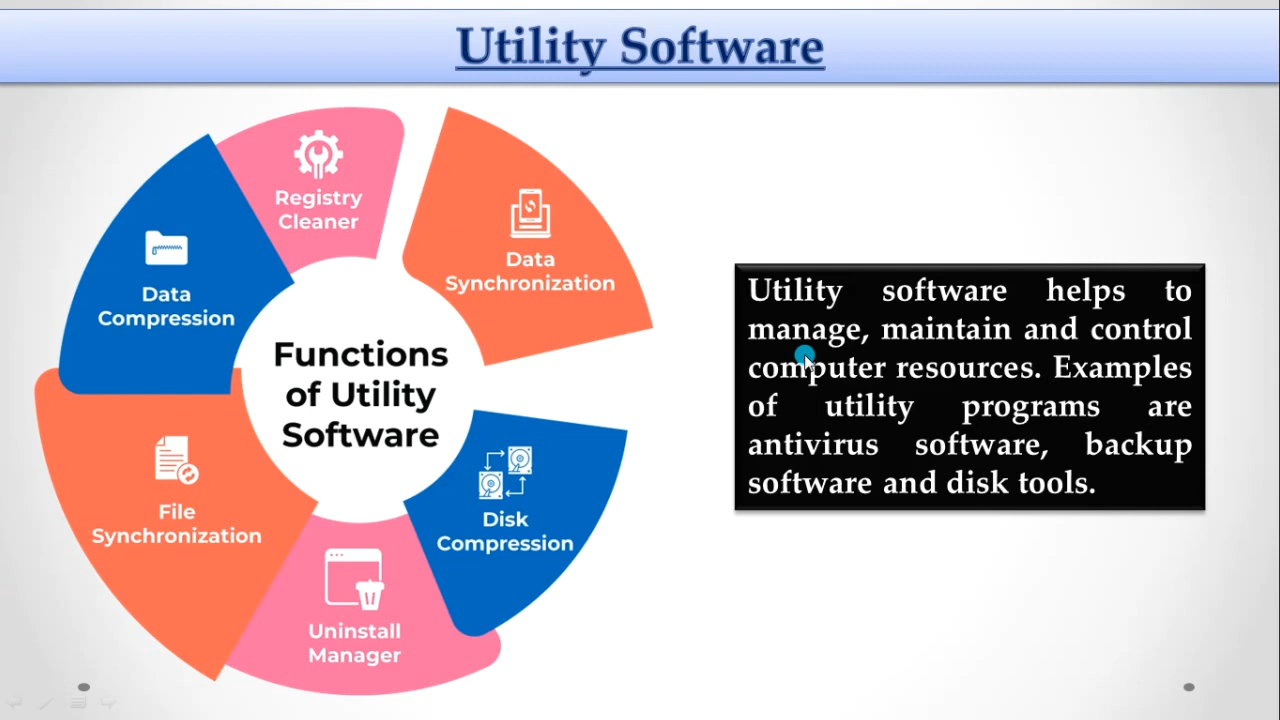 Utility Software
Registry
Cleaner
Data
Synchronization
Data
Compression
Functions
of Utility
Software
File
Synchronization
Disk
Compression
Uninstall
Manager
Utility software helps to
manage, maintain and control
computer resources. Examples
of utility programs are
antivirus software, backup
software and disk tools.